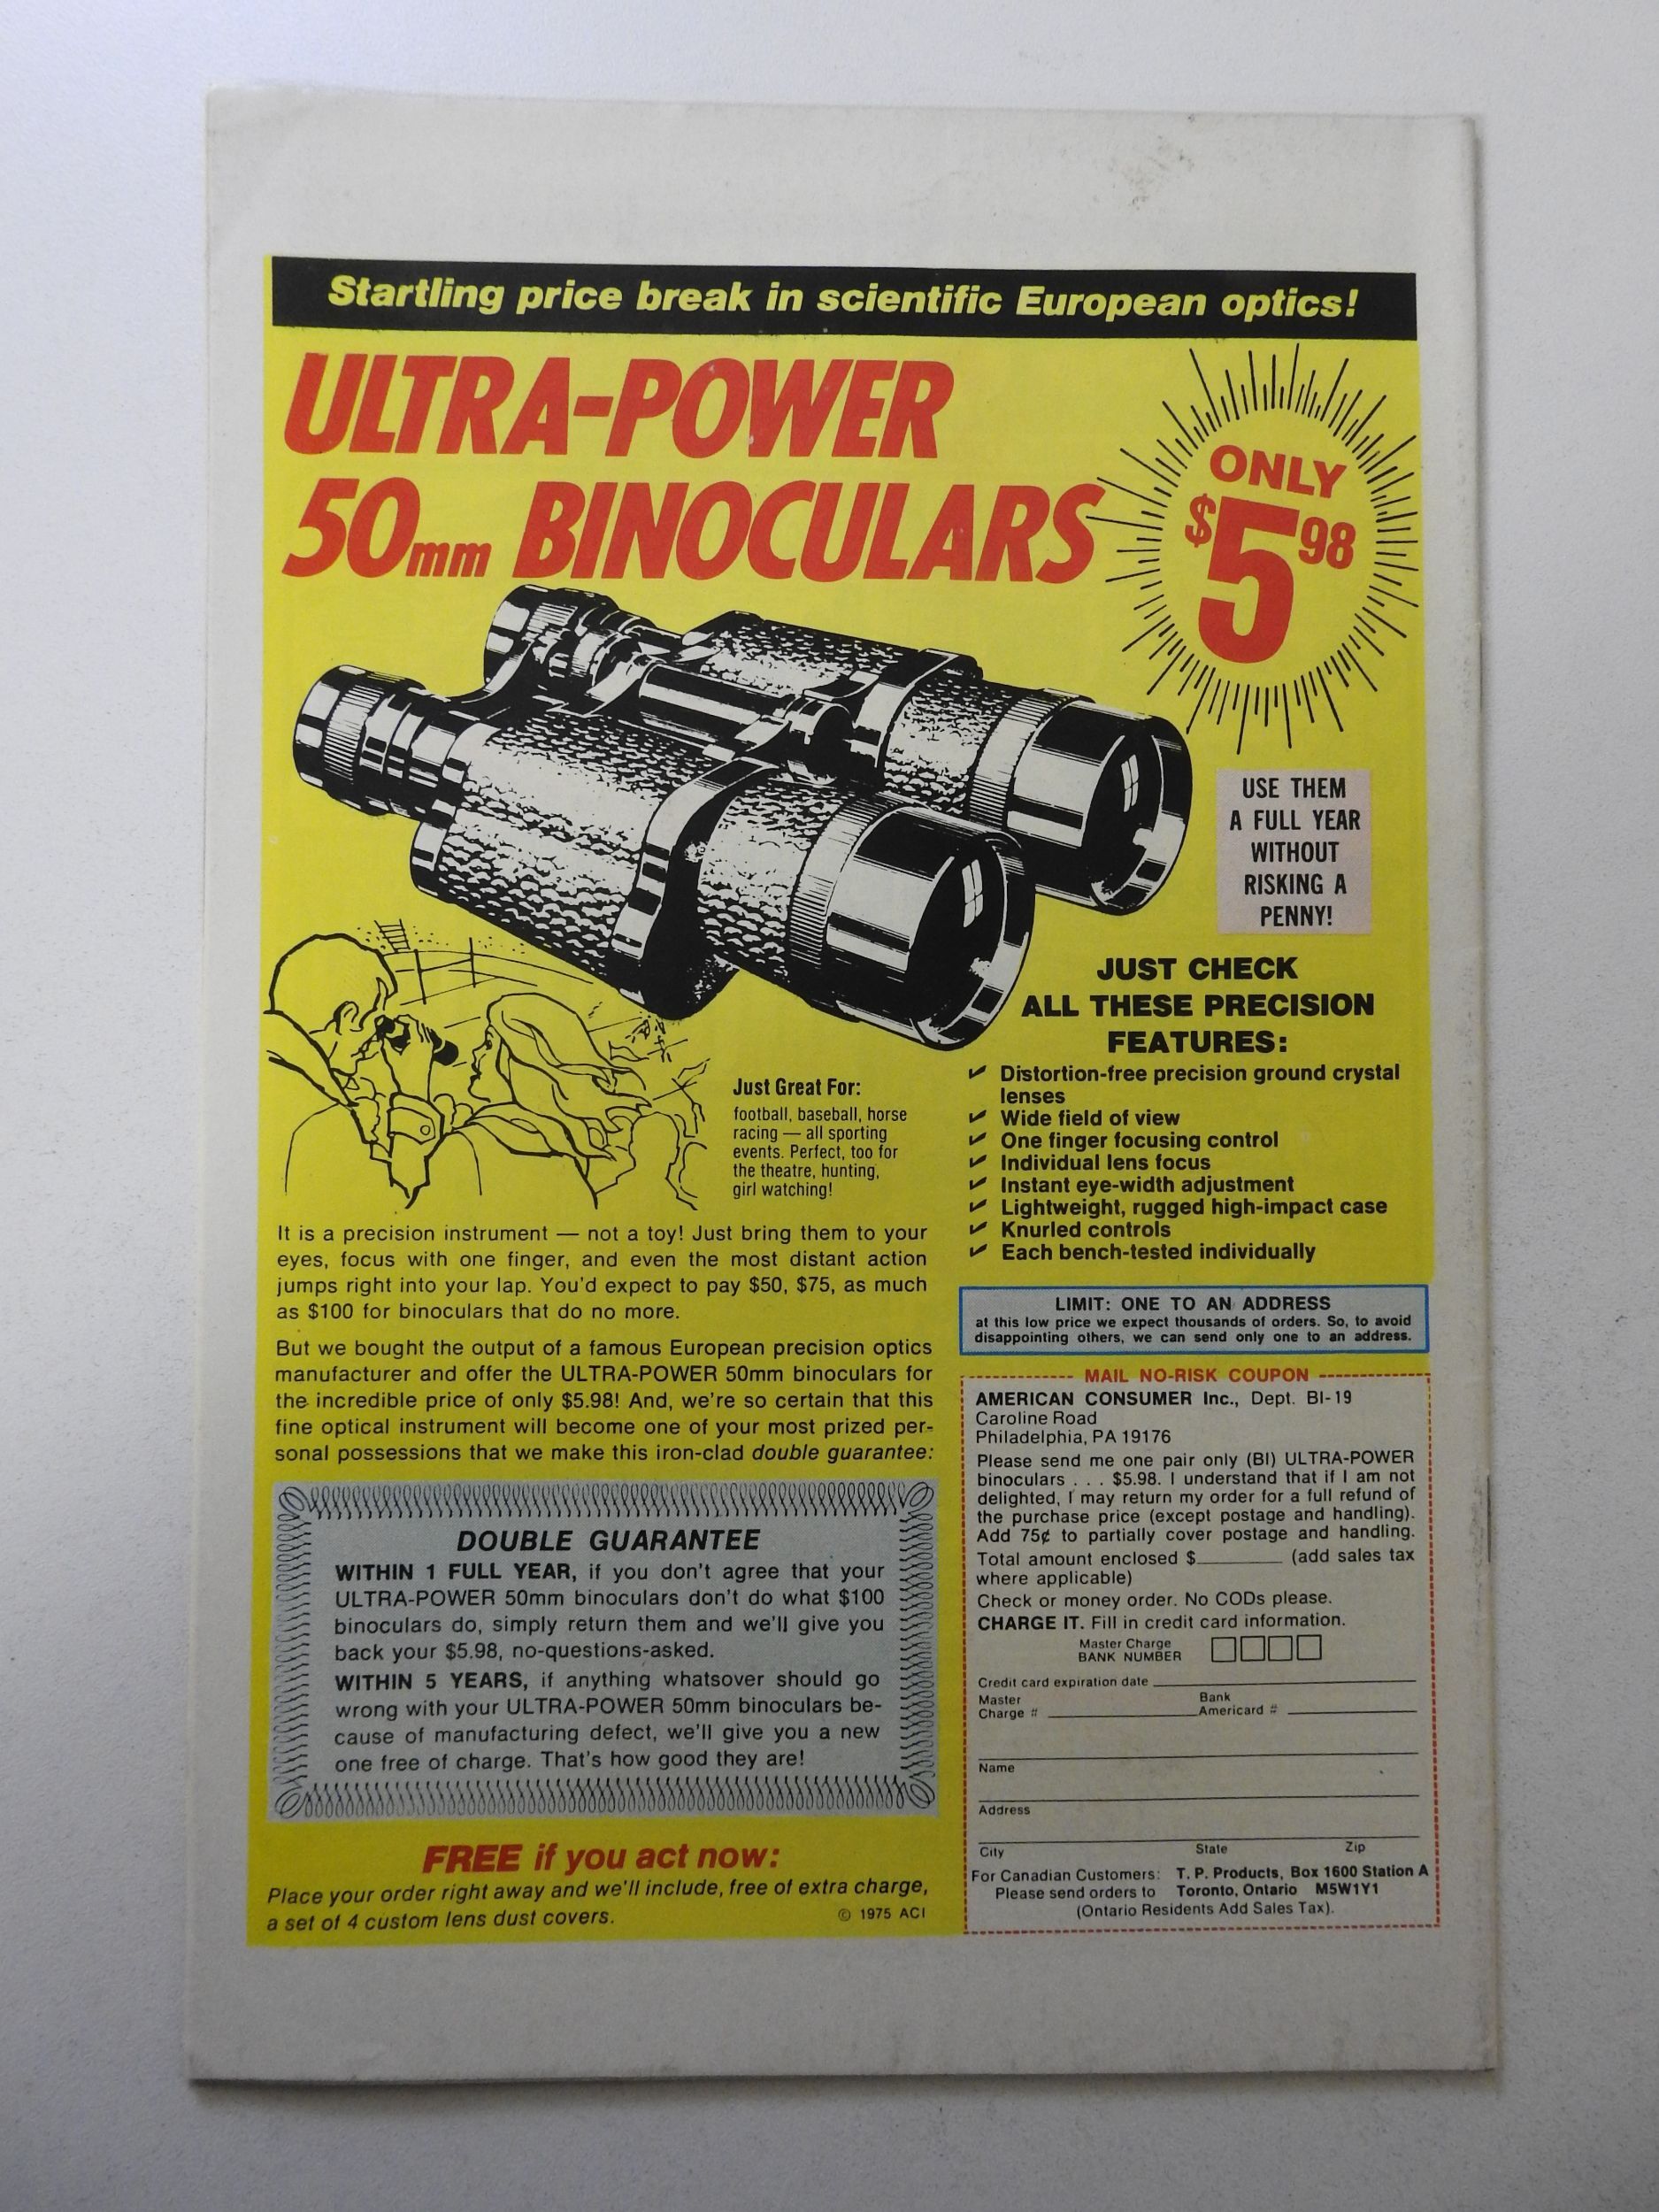 Startling price break in scientific European optics!
ULTRA-POWER
50mm BINOCULARS
ONLY
$5 98
USE THEM
A FULL YEAR
WITHOUT
RISKING A
PENNY!
JUST CHECK
ALL THESE PRECISION
FEATURES:
✔ Distortion-free precision ground crystal
lenses
✔ Wide field of view
✔ One finger focusing control
✔ Individual lens focus
✔ Instant eye-width adjustment
✔ Lightweight, rugged high-impact case
✔ Knurled controls
✔ Each bench-tested individually
Just Great For:
football, baseball, horse
racing — all sporting
events. Perfect, too for
the theatre, hunting,
girl watching!
It is a precision instrument — not a toy! Just bring them to your
eyes, focus with one finger, and even the most distant action
jumps right into your lap. You'd expect to pay $50, $75, as much
as $100 for binoculars that do no more.
But we bought the output of a famous European precision optics
manufacturer and offer the ULTRA-POWER 50mm binoculars for
the incredible price of only $5.98! And, we're so certain that this
fine optical instrument will become one of your most prized per-
sonal possessions that we make this iron-clad double guarantee:
DOUBLE GUARANTEE
WITHIN 1 FULL YEAR, if you don't agree that your
ULTRA-POWER 50mm binoculars don't do what $100
binoculars do, simply return them and we'll give you
back your $5.98, no-questions-asked.
WITHIN 5 YEARS, if anything whatsover should go
wrong with your ULTRA-POWER 50mm binoculars be-
cause of manufacturing defect, we'll give you a new
one free of charge. That's how good they are!
FREE if you act now:
Place your order right away and we'll include, free of extra charge,
a set of 4 custom lens dust covers.
© 1975 ACI
LIMIT: ONE TO AN ADDRESS
at this low price we expect thousands of orders. So, to avoid
disappointing others, we can send only one to an address.
MAIL NO-RISK COUPON
AMERICAN CONSUMER Inc., Dept. BI-19
Caroline Road
Philadelphia, PA 19176
Please send me one pair only (BI) ULTRA-POWER
binoculars . . . $5.98. I understand that if I am not
delighted, I may return my order for a full refund of
the purchase price (except postage and handling).
Add 75¢ to partially cover postage and handling.
Total amount enclosed $________ (add sales tax
where applicable)
Check or money order. No CODs please.
CHARGE IT. Fill in credit card information.
Master Charge
BANK NUMBER
Credit card expiration date
Master Bank
Charge # Americard #
Name
Address
City State Zip
For Canadian Customers: T. P. Products, Box 1600 Station A
Please send orders to Toronto, Ontario M5W1Y1
(Ontario Residents Add Sales Tax).